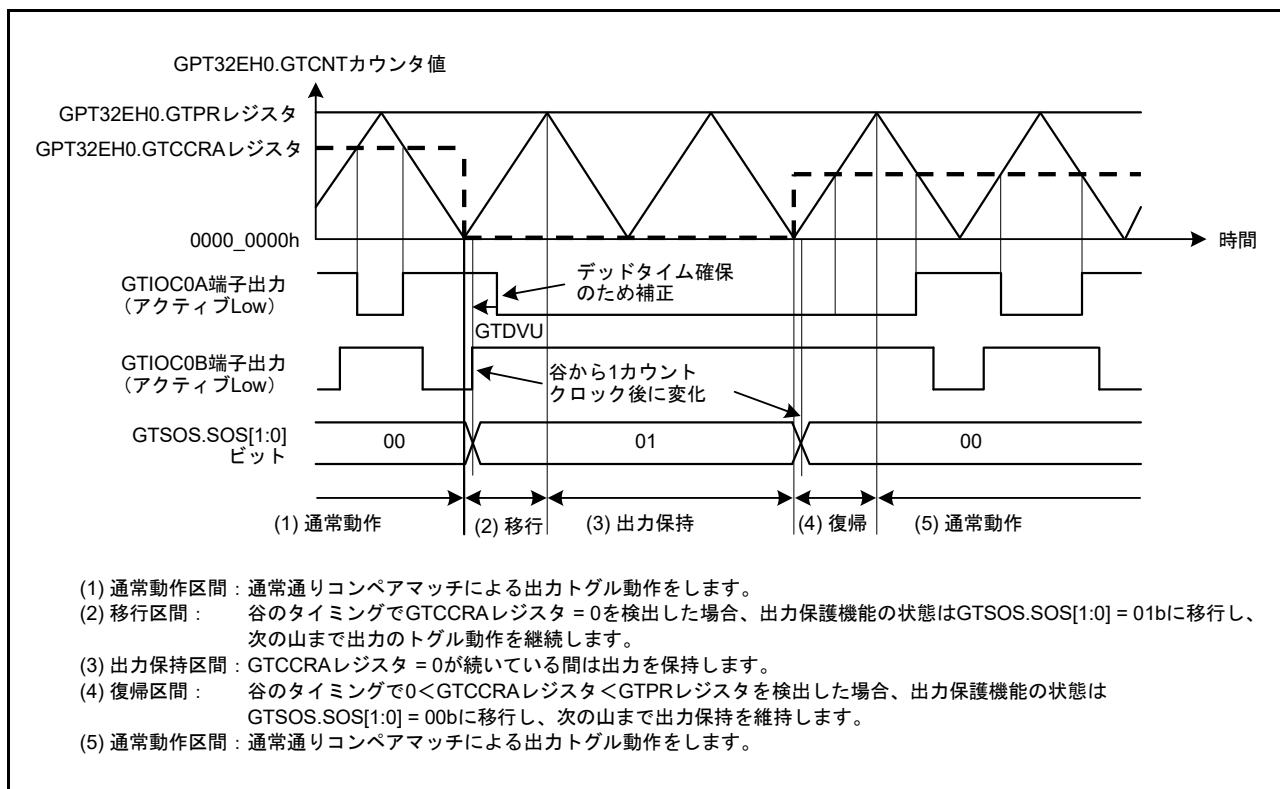 GPT32EH0.GTCNTカウンタ値
GPT32EH0.GTPRレジスタ
GPT32EH0.GTCCRAレジスタ
0000_0000h
時間
GTIOC0A端子出力
（アクティブLow）
デッドタイム確保
のため補正
GTDVU
GTIOC0B端子出力
（アクティブLow）
谷から1カウント
クロック後に変化
GTSOS.SOS[1:0]
ビット
00
01
00
(1) 通常動作
(2) 移行
(3) 出力保持
(4) 復帰
(5) 通常動作
(1) 通常動作区間：通常通りコンペアマッチによる出力トグル動作をします。
(2) 移行区間： 谷のタイミングでGTCCRAレジスタ = 0を検出した場合、出力保護機能の状態はGTSOS.SOS[1:0] = 01bに移行し、
次の山まで出力のトグル動作を継続します。
(3) 出力保持区間：GTCCRAレジスタ = 0が続いている間は出力を保持します。
(4) 復帰区間： 谷のタイミングで0＜GTCCRAレジスタ＜GTPRレジスタを検出した場合、出力保護機能の状態は
GTSOS.SOS[1:0] = 00bに移行し、次の山まで出力保持を維持します。
(5) 通常動作区間：通常通りコンペアマッチによる出力トグル動作をします。